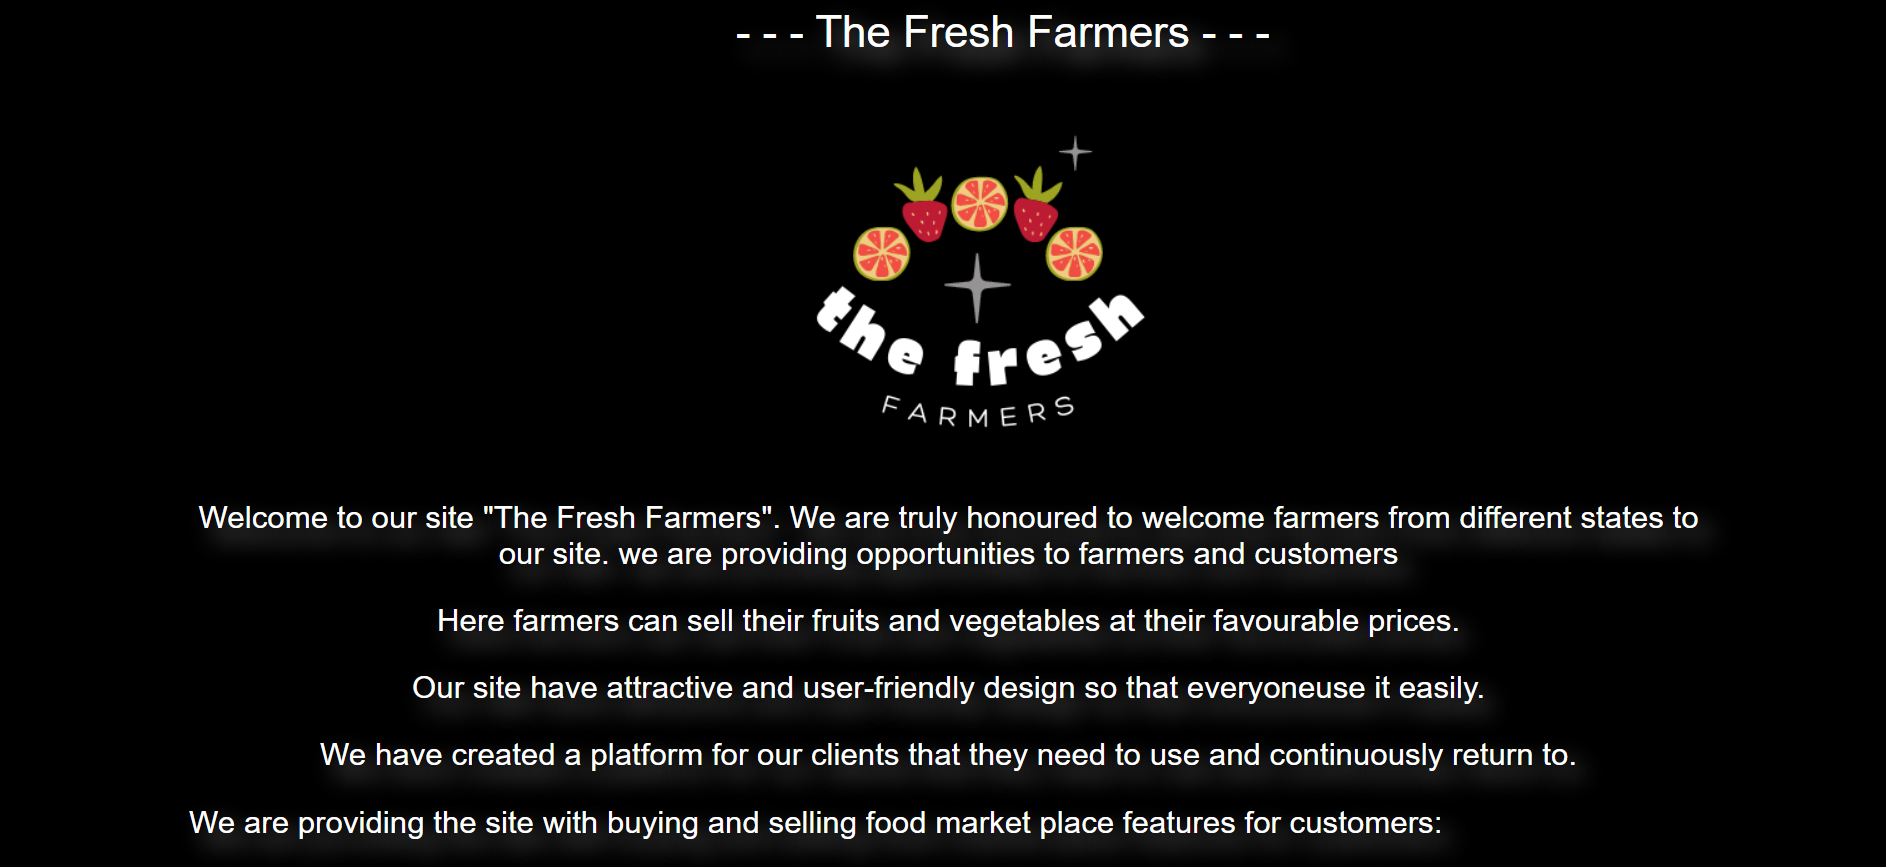 - - - The Fresh Farmers - - -
the fresh
FARMERS
Welcome to our site "The Fresh Farmers". We are truly honoured to welcome farmers from different states to
our site. we are providing opportunities to farmers and customers
Here farmers can sell their fruits and vegetables at their favourable prices.
Our site have attractive and user-friendly design so that everyoneuse it easily.
We have created a platform for our clients that they need to use and continuously return to.
We are providing the site with buying and selling food market place features for customers: